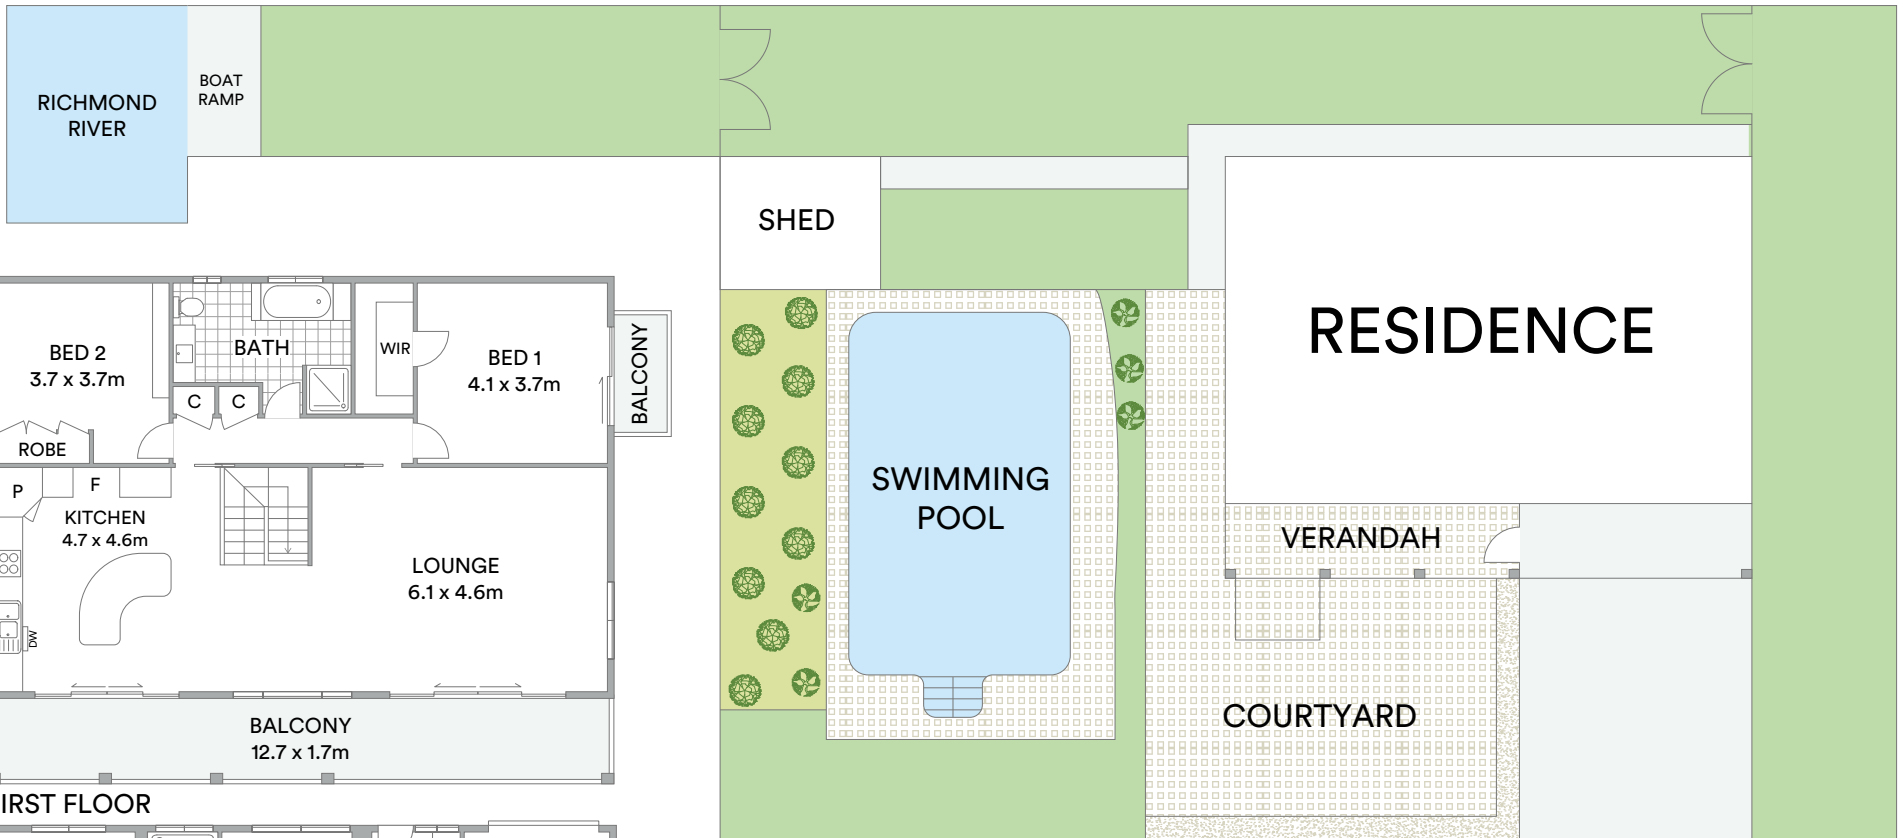 RICHMOND
RIVER
BOAT
RAMP
SHED
RESIDENCE
BED 2
3.7 x 3.7m
BATH
WIR
BED 1
4.1 x 3.7m
BALCONY
C
C
ROBE
P
F
KITCHEN
4.7 x 4.6m
LOUNGE
6.1 x 4.6m
DW
SWIMMING
POOL
VERANDAH
COURTYARD
BALCONY
12.7 x 1.7m
IRST FLOOR